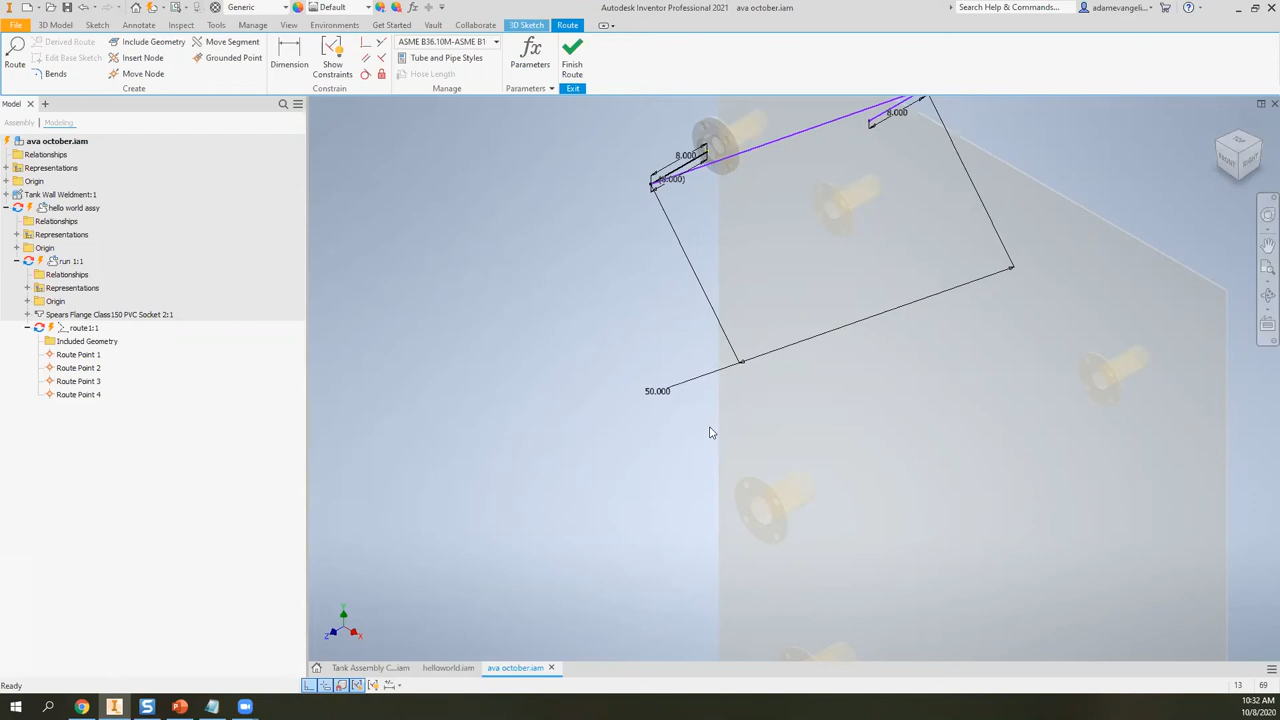 Generic
Default
Autodesk Inventor Professional 2021 ava october.iam
Search Help & Commands...
adamevangeli...
File
3D Model
Sketch
Annotate
Inspect
Tools
Manage
View
Environments
Get Started
Vault
Collaborate
3D Sketch
Route
Derived Route
Include Geometry
Move Segment
ASME B36.10M-ASME B1
Edit Base Sketch
Insert Node
Grounded Point
Tube and Pipe Styles
Route
Bends
Move Node
Dimension
Show
Constraints
Hose Length
Parameters
Finish
Route
Create
Constrain
Manage
Parameters
Exit
Model
Assembly
Modeling
ava october.iam
Relationships
Representations
Origin
Tank Wall Weldment:1
hello world assy
Relationships
Representations
Origin
run 1:1
Relationships
Representations
Origin
Spears Flange Class150 PVC Socket 2:1
route1:1
Included Geometry
Route Point 1
Route Point 2
Route Point 3
Route Point 4
8.000
8.000
(8.000)
50.000
TOP
FRONT
RIGHT
Y
Z
X
Tank Assembly C...iam
helloworld.iam
ava october.iam
Ready
13
69
10:32 AM
10/8/2020